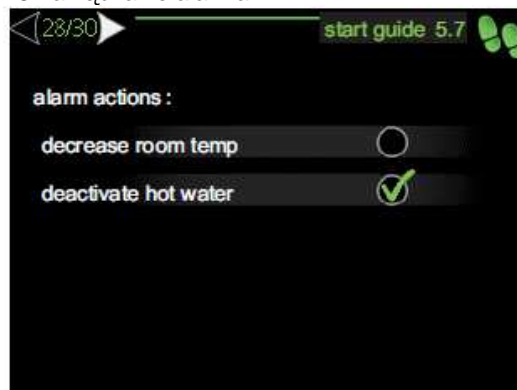 28/30
start guide 5.7
alarm actions :
decrease room temp
deactivate hot water